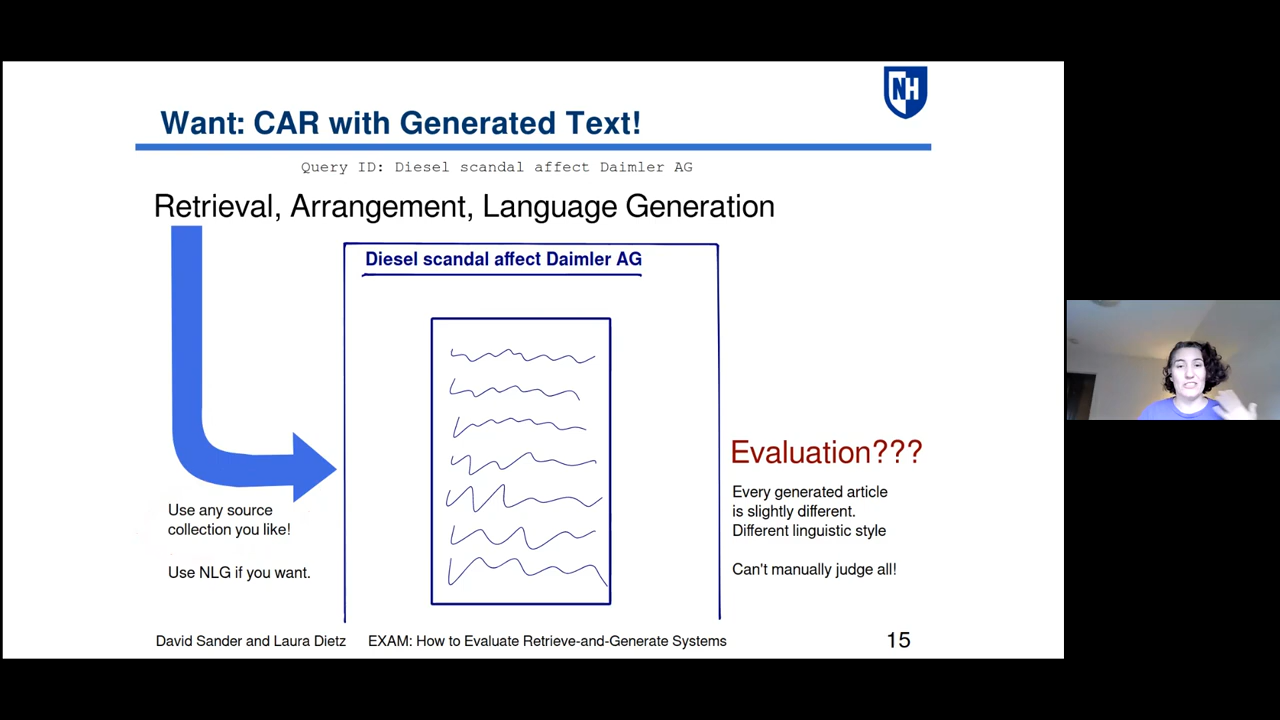 NH
Want: CAR with Generated Text!
Query ID: Diesel scandal affect Daimler AG
Retrieval, Arrangement, Language Generation
Diesel scandal affect Daimler AG
Evaluation???
Every generated article
is slightly different.
Different linguistic style
Can't manually judge all!
Use any source
collection you like!
Use NLG if you want.
David Sander and Laura Dietz EXAM: How to Evaluate Retrieve-and-Generate Systems 15